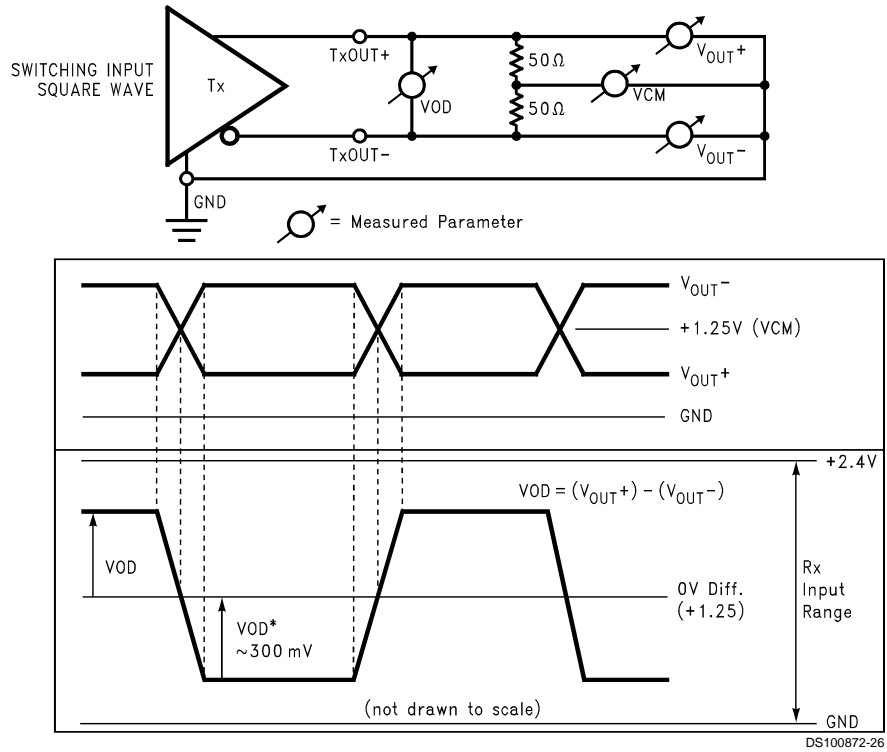 SWITCHING INPUT
SQUARE WAVE
Tx
TxOUT+
TxOUT-
VOD
50Ω
50Ω
VCM
VOUT+
VOUT-
GND
= Measured Parameter
VOUT-
+1.25V (VCM)
VOUT+
GND
+2.4V
VOD = (VOUT+) - (VOUT-)
VOD
0V Diff.
(+1.25)
VOD*
~300 mV
Rx
Input
Range
(not drawn to scale)
GND
DS100872-26